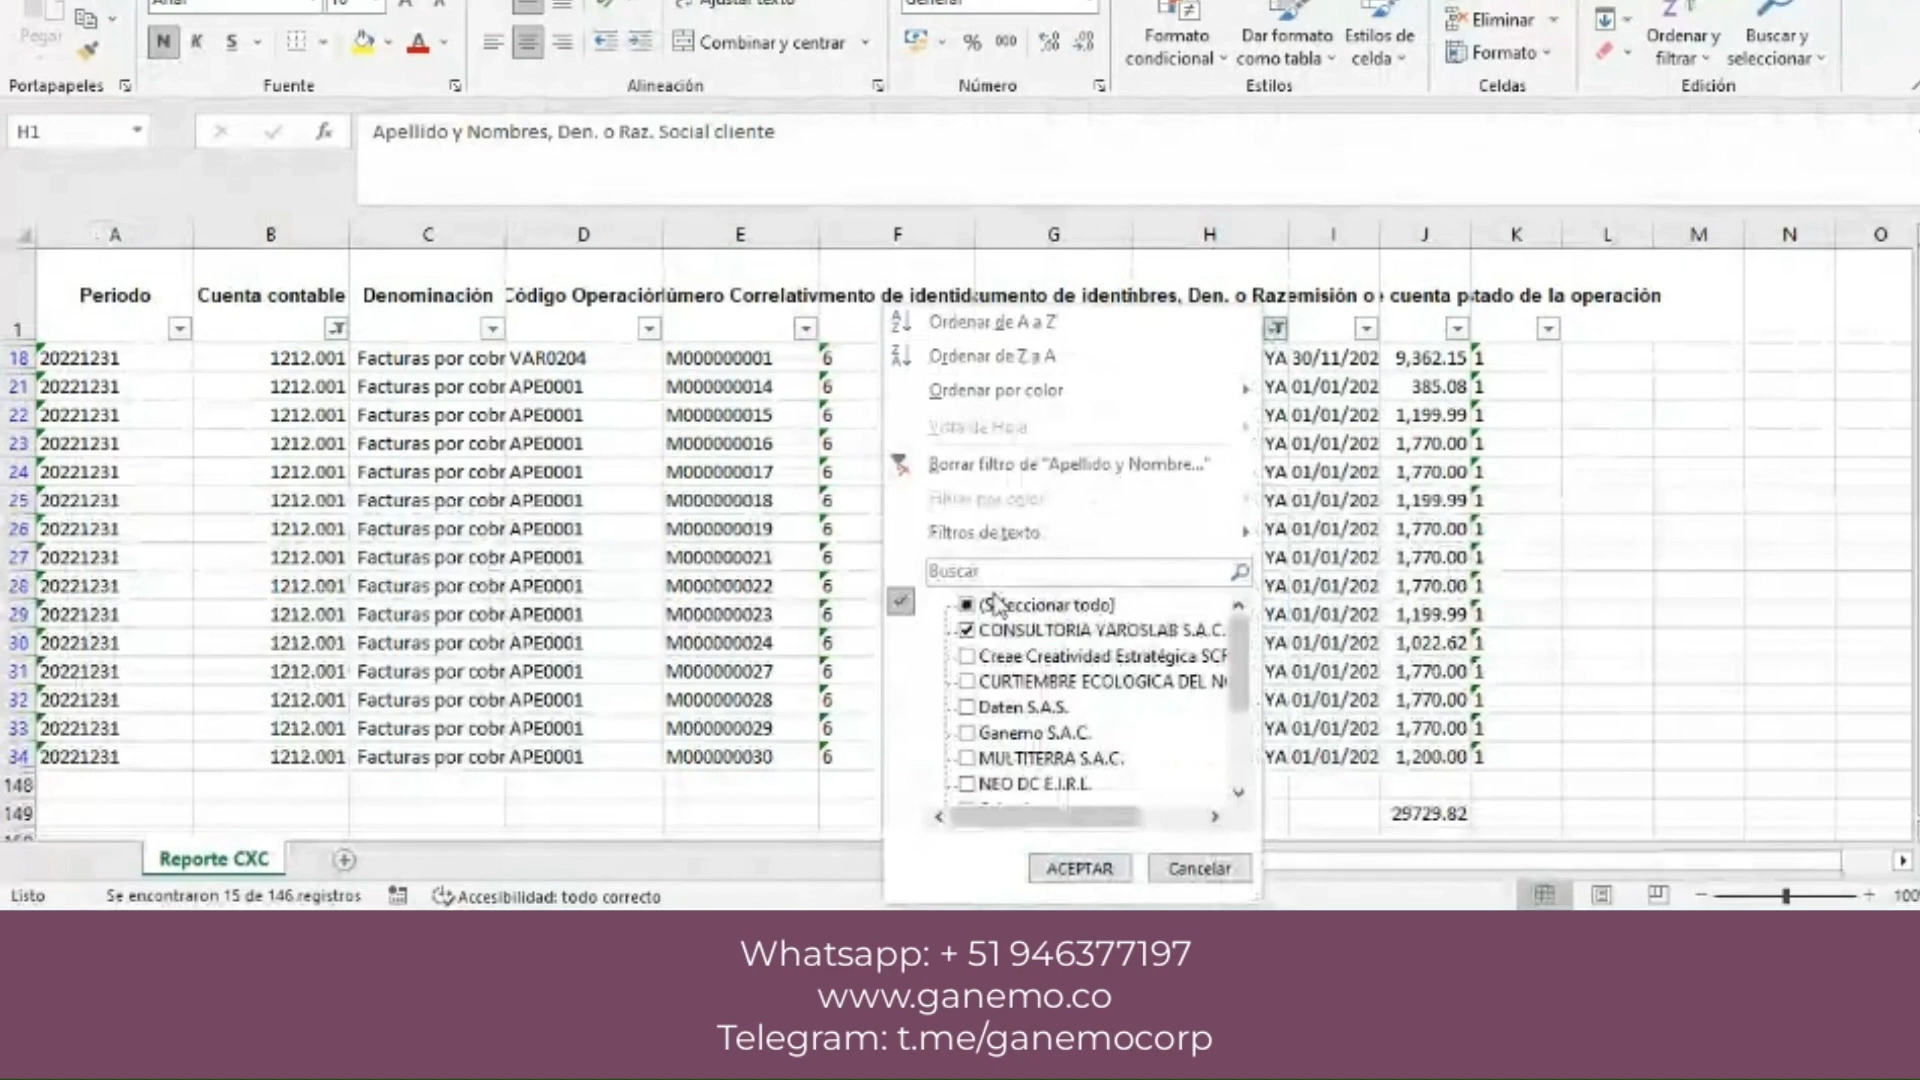 Arial 10 Ajustar texto General
Pegar N K S Combinar y centrar % 000 Formato condicional Dar formato como tabla Estilos de celda Eliminar Formato Ordenar y filtrar Buscar y seleccionar
Portapapeles Fuente Alineación Número Estilos Celdas Edición
H1 fx Apellido y Nombres, Den. o Raz. Social cliente
A B C D E F G H I J K L M N O
1 Periodo Cuenta contable Denominación Código Operación úmero Correlativ mento de identid umento de identi bres, Den. o Raz emisión o cuenta p tado de la operación
18 20221231 1212.001 Facturas por cobr VAR0204 M000000001 6 YA 30/11/202 9,362.15 1
21 20221231 1212.001 Facturas por cobr APE0001 M000000014 6 YA 01/01/202 385.08 1
22 20221231 1212.001 Facturas por cobr APE0001 M000000015 6 YA 01/01/202 1,199.99 1
23 20221231 1212.001 Facturas por cobr APE0001 M000000016 6 YA 01/01/202 1,770.00 1
24 20221231 1212.001 Facturas por cobr APE0001 M000000017 6 YA 01/01/202 1,770.00 1
25 20221231 1212.001 Facturas por cobr APE0001 M000000018 6 YA 01/01/202 1,199.99 1
26 20221231 1212.001 Facturas por cobr APE0001 M000000019 6 YA 01/01/202 1,770.00 1
27 20221231 1212.001 Facturas por cobr APE0001 M000000021 6 YA 01/01/202 1,770.00 1
28 20221231 1212.001 Facturas por cobr APE0001 M000000022 6 YA 01/01/202 1,770.00 1
29 20221231 1212.001 Facturas por cobr APE0001 M000000023 6 YA 01/01/202 1,199.99 1
30 20221231 1212.001 Facturas por cobr APE0001 M000000024 6 YA 01/01/202 1,022.62 1
31 20221231 1212.001 Facturas por cobr APE0001 M000000027 6 YA 01/01/202 1,770.00 1
32 20221231 1212.001 Facturas por cobr APE0001 M000000028 6 YA 01/01/202 1,770.00 1
33 20221231 1212.001 Facturas por cobr APE0001 M000000029 6 YA 01/01/202 1,770.00 1
34 20221231 1212.001 Facturas por cobr APE0001 M000000030 6 YA 01/01/202 1,200.00 1
148
149 29729.82
Ordenar de A a Z
Ordenar de Z a A
Ordenar por color
Vista de Hoja
Borrar filtro de "Apellido y Nombre..."
Filtrar por color
Filtros de texto
Buscar
(Seleccionar todo)
CONSULTORIA YAROSLAB S.A.C.
Creae Creatividad Estratégica SCR
CURTIEMBRE ECOLOGICA DEL NO
Daten S.A.S.
Ganemo S.A.C.
MULTITERRA S.A.C.
NEO DC E.I.R.L.
ACEPTAR Cancelar
Reporte CXC
Listo Se encontraron 15 de 146 registros Accesibilidad: todo correcto 100
Whatsapp: + 51 946377197
www.ganemo.co
Telegram: t.me/ganemocorp